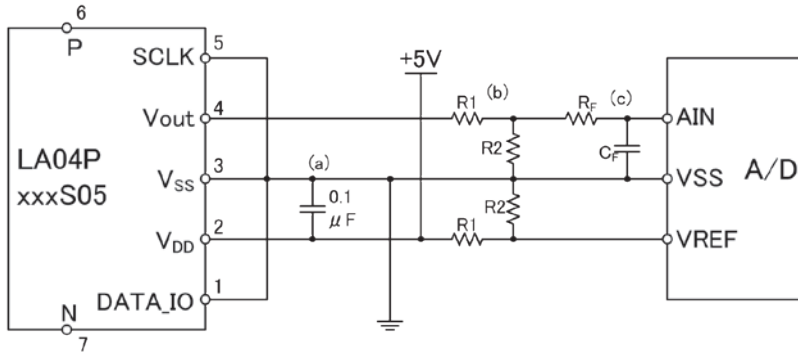 6
P
SCLK
5
+5V
R1
(b)
RF
(c)
Vout
4
AIN
LA04P
xxxS05
R2
CF
VSS
3
(a)
VSS
A/D
0.1
μF
R2
VDD
2
R1
VREF
DATA_IO
1
N
7